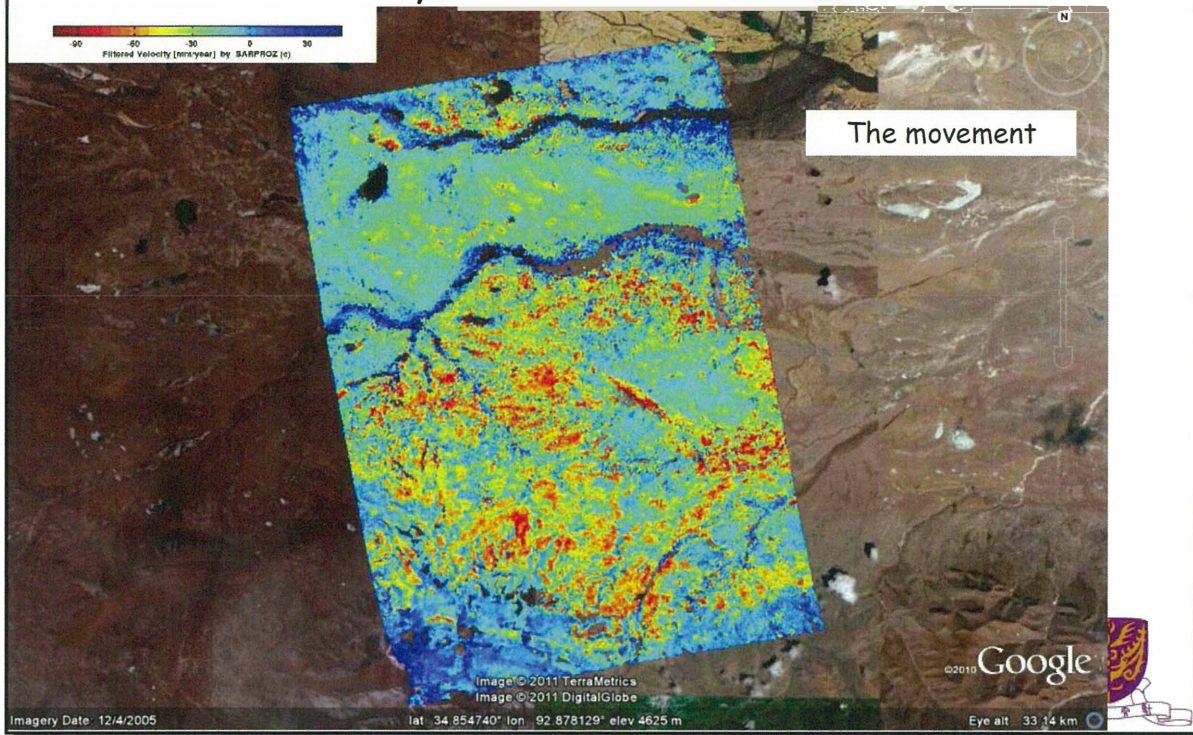 -90 -60 -30 0 30
Filtered Velocity [mm/year] by SARPROZ (c)
N
The movement
©2010 Google
Image © 2011 TerraMetrics
Image © 2011 DigitalGlobe
Imagery Date: 12/4/2005 lat 34.854740° lon 92.878129° elev 4625 m Eye alt 33.14 km